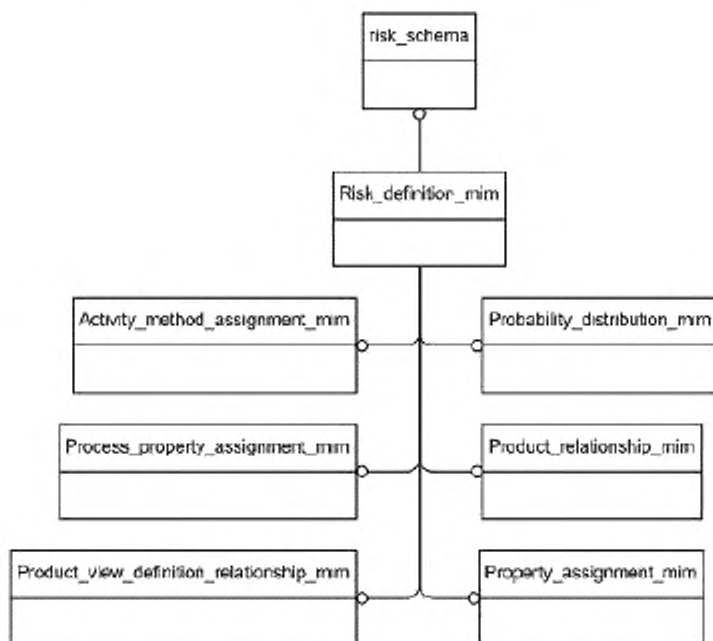 risk_schema
Risk_definition_mim
Activity_method_assignment_mim
Probability_distribution_mim
Process_property_assignment_mim
Product_relationship_mim
Product_view_definition_relationship_mim
Property_assignment_mim